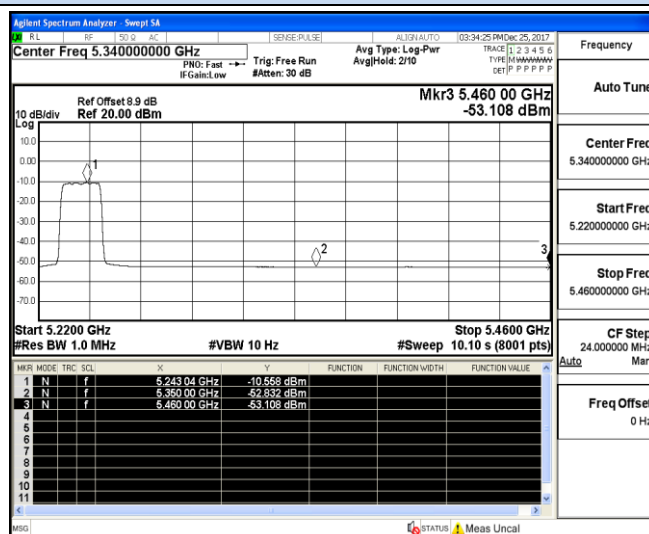 Agilent Spectrum Analyzer - Swept SA
RL RF 50 Ω AC SENSE:PULSE ALIGNAUTO 03:34:25 PM Dec 25, 2017
Center Freq 5.340000000 GHz
PNO: Fast
IFGain:Low
Trig: Free Run
#Atten: 30 dB
Avg Type: Log-Pwr
Avg|Hold: 2/10
TRACE 1 2 3 4 5 6
TYPE M
DET P P P P P P
Ref Offset 8.9 dB
Ref 20.00 dBm
10 dB/div
Log
Mkr3 5.460 00 GHz
-53.108 dBm
10.0
0.00
-10.0
-20.0
-30.0
-40.0
-50.0
-60.0
-70.0
1
2
3
Start 5.2200 GHz
Stop 5.4600 GHz
#Res BW 1.0 MHz
#VBW 10 Hz
#Sweep 10.10 s (8001 pts)
MKR MODE TRC SCL X Y FUNCTION FUNCTION WIDTH FUNCTION VALUE
1 N f 5.243 04 GHz -10.558 dBm
2 N f 5.350 00 GHz -52.832 dBm
3 N f 5.460 00 GHz -53.108 dBm
4
5
6
7
8
9
10
11
MSG
STATUS
Meas Uncal
Frequency
Auto Tune
Center Freq
5.340000000 GHz
Start Freq
5.220000000 GHz
Stop Freq
5.460000000 GHz
CF Step
24.000000 MHz
Auto Man
Freq Offset
0 Hz